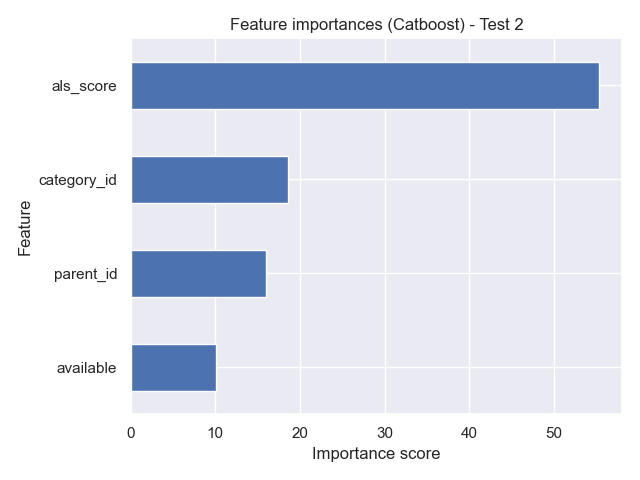 Feature importances (Catboost) - Test 2
als_score
category_id
parent_id
available
Feature
0 10 20 30 40 50
Importance score